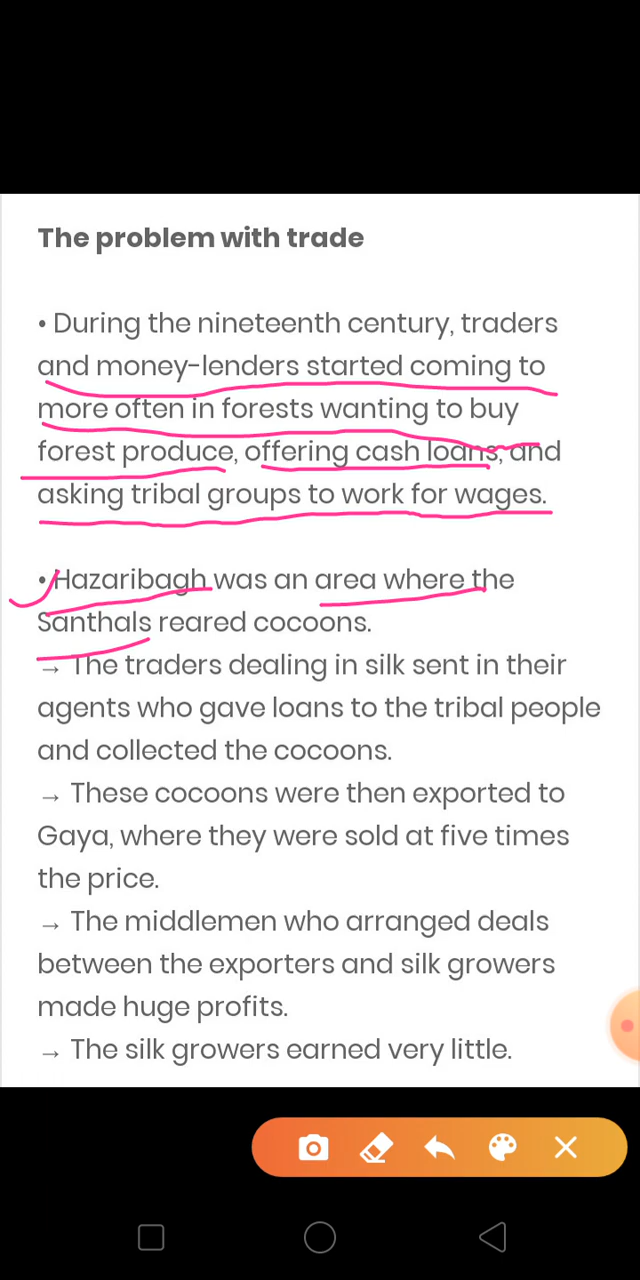 The problem with trade
• During the nineteenth century, traders
and money-lenders started coming to
more often in forests wanting to buy
forest produce, offering cash loans, and
asking tribal groups to work for wages.
• Hazaribagh was an area where the
Santhals reared cocoons.
→ The traders dealing in silk sent in their
agents who gave loans to the tribal people
and collected the cocoons.
→ These cocoons were then exported to
Gaya, where they were sold at five times
the price.
→ The middlemen who arranged deals
between the exporters and silk growers
made huge profits.
→ The silk growers earned very little.